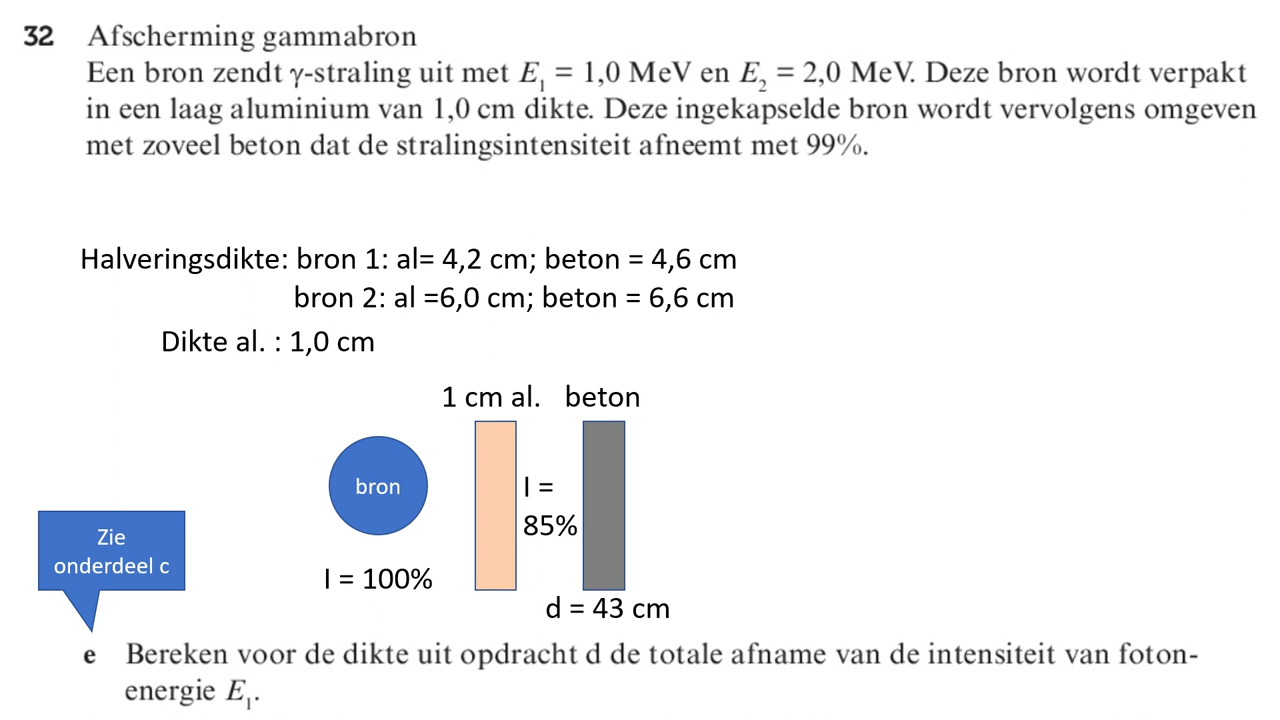 32 Afscherming gammabron
Een bron zendt γ-straling uit met E₁ = 1,0 MeV en E₂ = 2,0 MeV. Deze bron wordt verpakt
in een laag aluminium van 1,0 cm dikte. Deze ingekapselde bron wordt vervolgens omgeven
met zoveel beton dat de stralingsintensiteit afneemt met 99%.
Halveringsdikte: bron 1: al= 4,2 cm; beton = 4,6 cm
bron 2: al =6,0 cm; beton = 6,6 cm
Dikte al. : 1,0 cm
1 cm al. beton
bron
I =
85%
Zie
onderdeel c
I = 100%
d = 43 cm
e Bereken voor de dikte uit opdracht d de totale afname van de intensiteit van foton-
energie E₁.